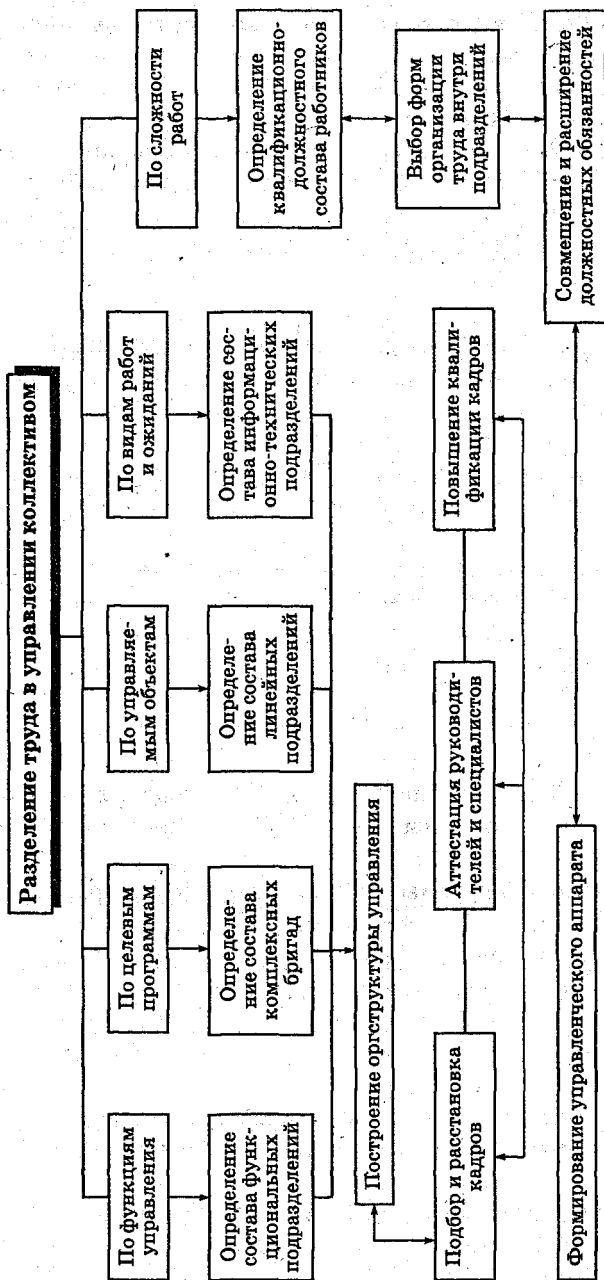 Разделение труда в управлении коллективом
По функциям
управления
По целевым
программам
По управляе-
мым объектам
По видам работ
и ожиданий
По сложности
работ
Определение
состава функ-
циональных
подразделений
Определе-
ние состава
комплексных
бригад
Определе-
ние состава
линейных
подразделений
Определение сос-
тава информаци-
онно-технических
подразделений
Определение
квалификационно-
должностного
состава работников
Построение оргструктуры управления
Выбор форм
организации
труда внутри
подразделений
Подбор и расстановка
кадров
Аттестация руководи-
телей и специалистов
Повышение квали-
фикации кадров
Формирование управленческого аппарата
Совмещение и расширение
должностных обязанностей